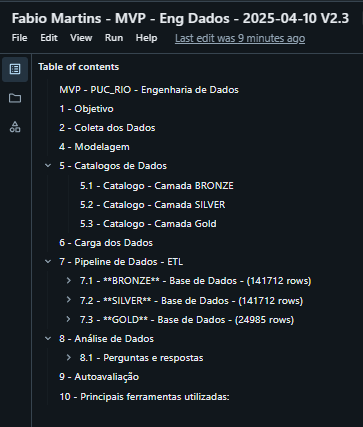 Fabio Martins - MVP - Eng Dados - 2025-04-10 V2.3
File Edit View Run Help Last edit was 9 minutes ago
Table of contents
MVP - PUC_RIO - Engenharia de Dados
1 - Objetivo
2 - Coleta dos Dados
4 - Modelagem
5 - Catalogos de Dados
5.1 - Catalogo - Camada BRONZE
5.2 - Catalogo - Camada SILVER
5.3 - Catalogo - Camada Gold
6 - Carga dos Dados
7 - Pipeline de Dados - ETL
7.1 - **BRONZE** - Base de Dados - (141712 rows)
7.2 - **SILVER** - Base de Dados - (141712 rows)
7.3 - **GOLD** - Base de Dados - (24985 rows)
8 - Análise de Dados
8.1 - Perguntas e respostas
9 - Autoavaliação
10 - Principais ferramentas utilizadas: